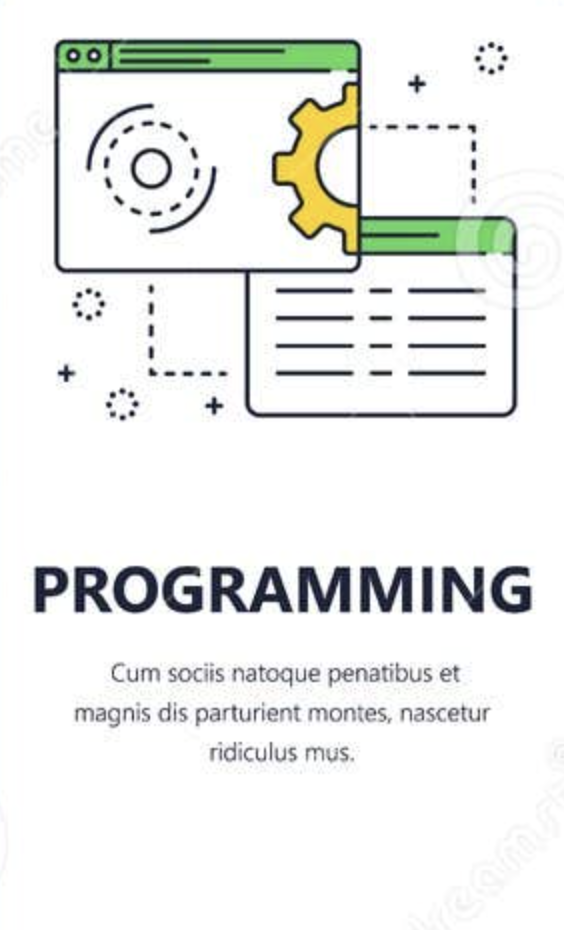 PROGRAMMING
Cum sociis natoque penatibus et
magnis dis parturient montes, nascetur
ridiculus mus.